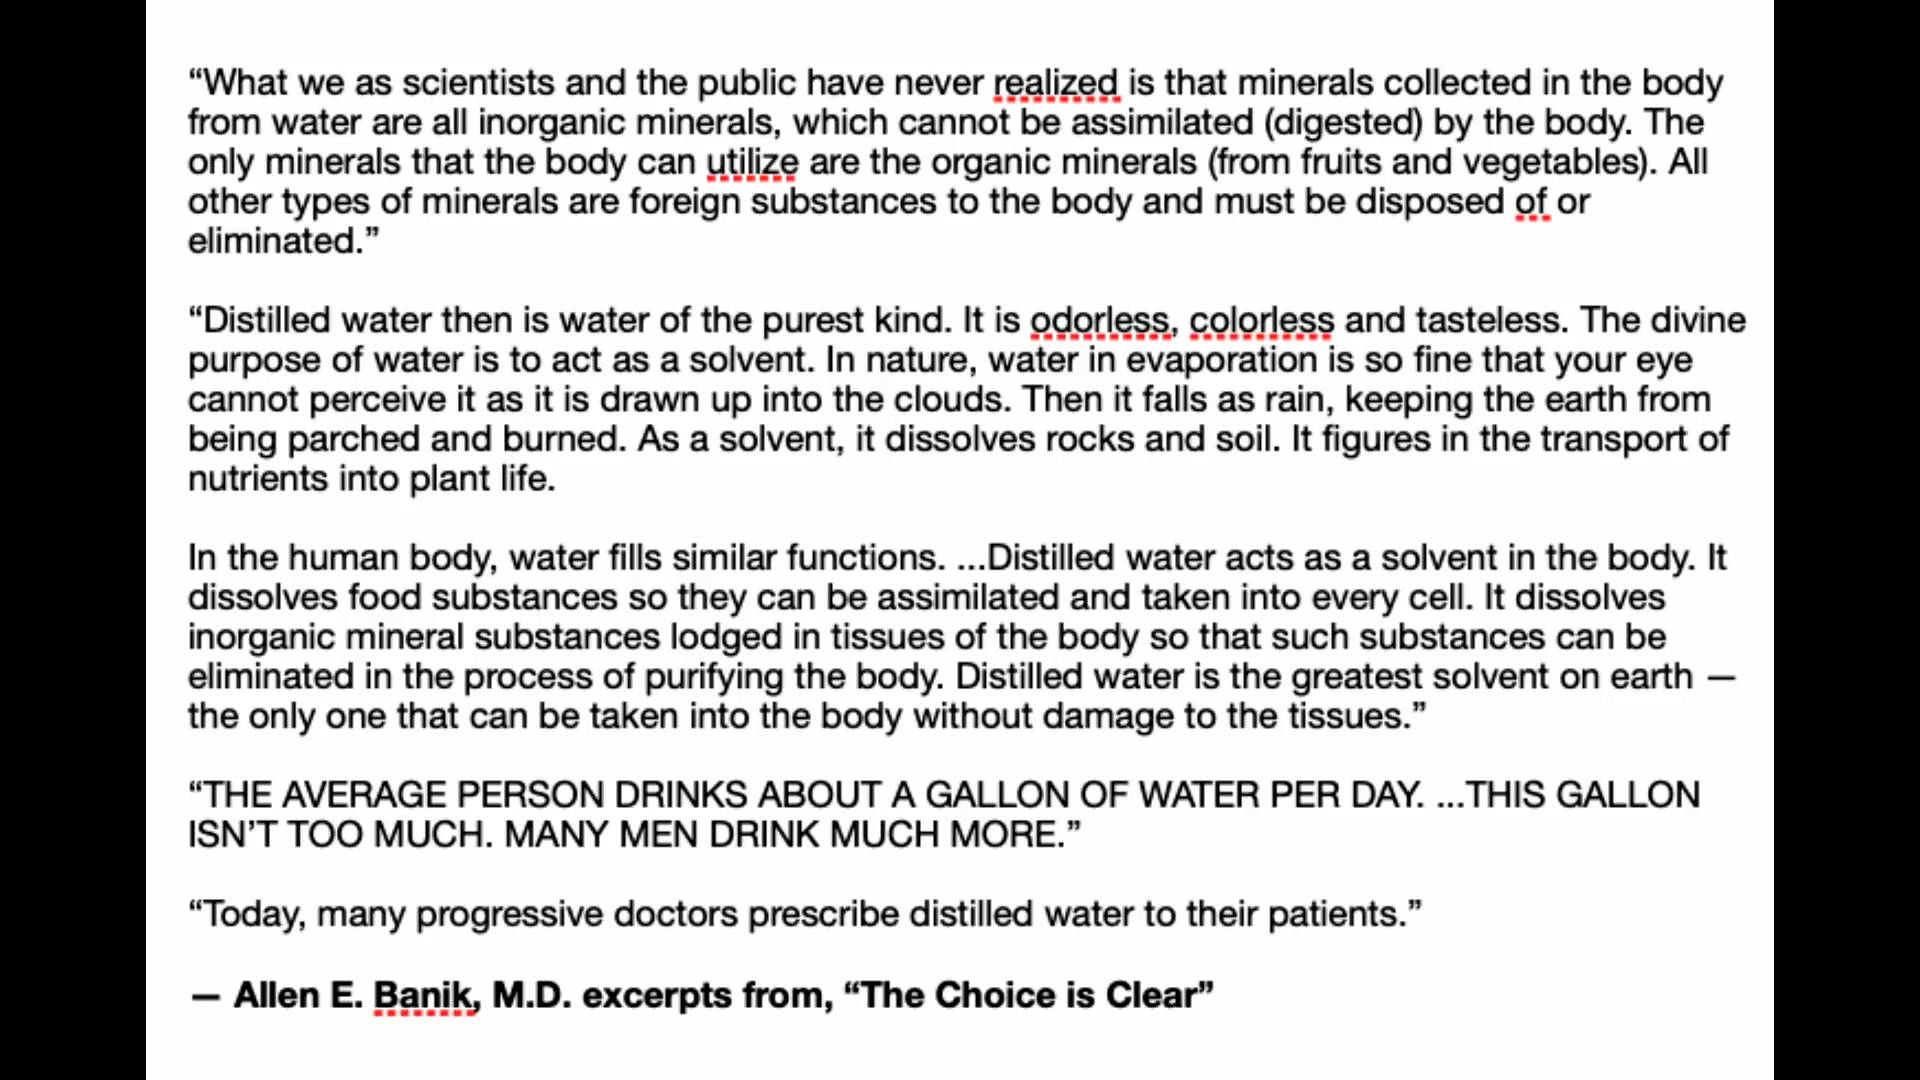 “What we as scientists and the public have never realized is that minerals collected in the body
from water are all inorganic minerals, which cannot be assimilated (digested) by the body. The
only minerals that the body can utilize are the organic minerals (from fruits and vegetables). All
other types of minerals are foreign substances to the body and must be disposed of or
eliminated.”
“Distilled water then is water of the purest kind. It is odorless, colorless and tasteless. The divine
purpose of water is to act as a solvent. In nature, water in evaporation is so fine that your eye
cannot perceive it as it is drawn up into the clouds. Then it falls as rain, keeping the earth from
being parched and burned. As a solvent, it dissolves rocks and soil. It figures in the transport of
nutrients into plant life.
In the human body, water fills similar functions. ...Distilled water acts as a solvent in the body. It
dissolves food substances so they can be assimilated and taken into every cell. It dissolves
inorganic mineral substances lodged in tissues of the body so that such substances can be
eliminated in the process of purifying the body. Distilled water is the greatest solvent on earth —
the only one that can be taken into the body without damage to the tissues.”
“THE AVERAGE PERSON DRINKS ABOUT A GALLON OF WATER PER DAY. ...THIS GALLON
ISN’T TOO MUCH. MANY MEN DRINK MUCH MORE.”
“Today, many progressive doctors prescribe distilled water to their patients.”
— Allen E. Banik, M.D. excerpts from, “The Choice is Clear”